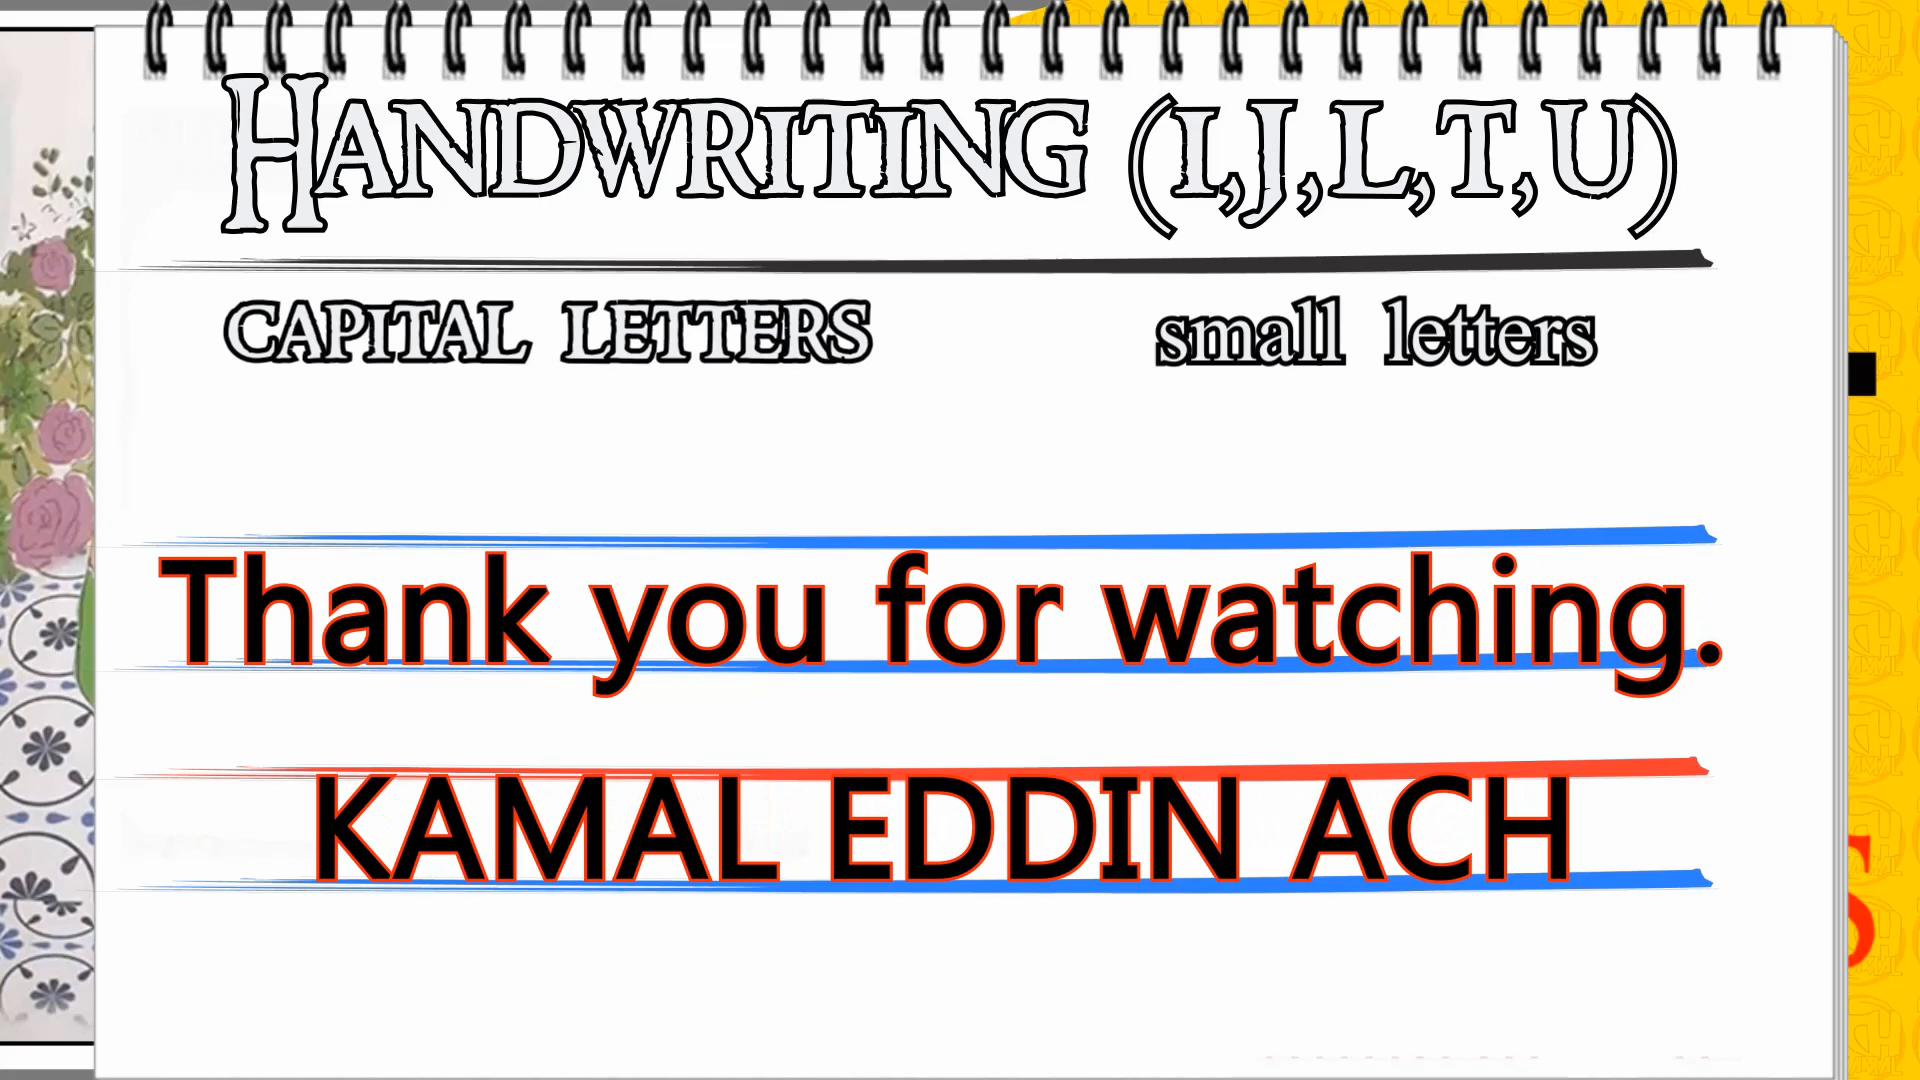 HANDWRITING (I,J,L,T,U)
CAPITAL LETTERS small letters
Thank you for watching.
KAMAL EDDIN ACH